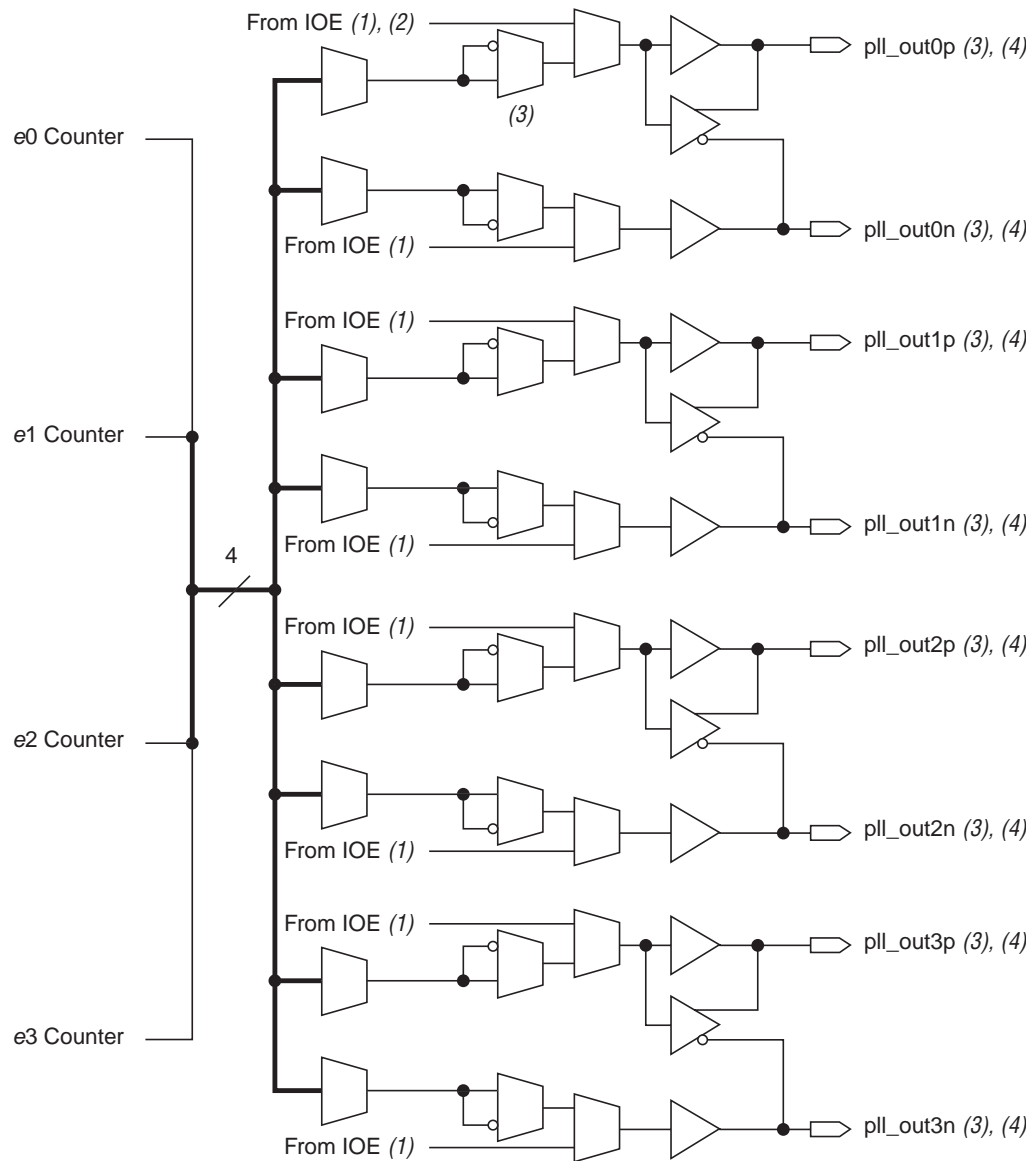 From IOE (1), (2)
pll_out0p (3), (4)
(3)
e0 Counter
pll_out0n (3), (4)
From IOE (1)
From IOE (1)
pll_out1p (3), (4)
e1 Counter
pll_out1n (3), (4)
From IOE (1)
4
From IOE (1)
pll_out2p (3), (4)
e2 Counter
pll_out2n (3), (4)
From IOE (1)
From IOE (1)
pll_out3p (3), (4)
e3 Counter
pll_out3n (3), (4)
From IOE (1)